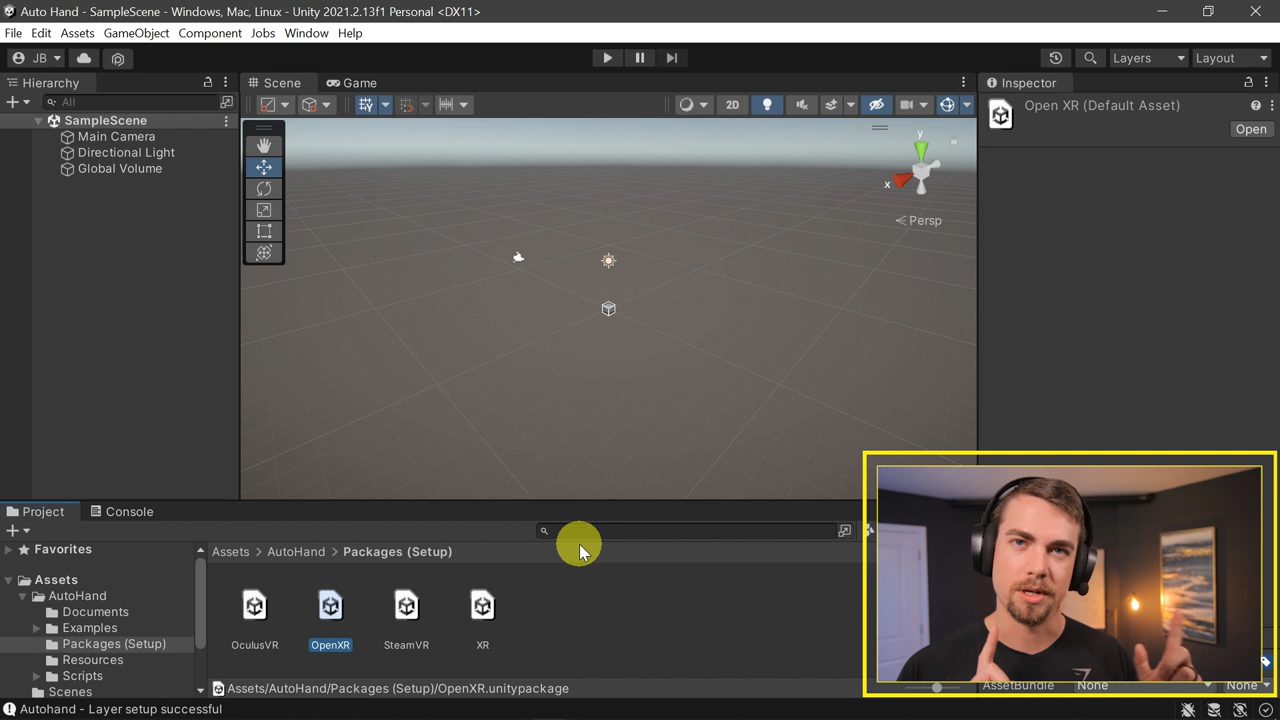 Auto Hand - SampleScene - Windows, Mac, Linux - Unity 2021.2.13f1 Personal <DX11>
File Edit Assets GameObject Component Jobs Window Help
JB Layers Layout
Hierarchy Scene Game Inspector
All
Open XR (Default Asset)
Open
SampleScene
Main Camera
Directional Light
Global Volume
y
x
Persp
Project Console
Favorites
Assets > AutoHand > Packages (Setup)
Assets
AutoHand
Documents
Examples
Packages (Setup)
Resources
Scripts
Scenes
OculusVR OpenXR SteamVR XR
Assets/AutoHand/Packages (Setup)/OpenXR.unitypackage
AssetBundle None None
Autohand - Layer setup successful
2D